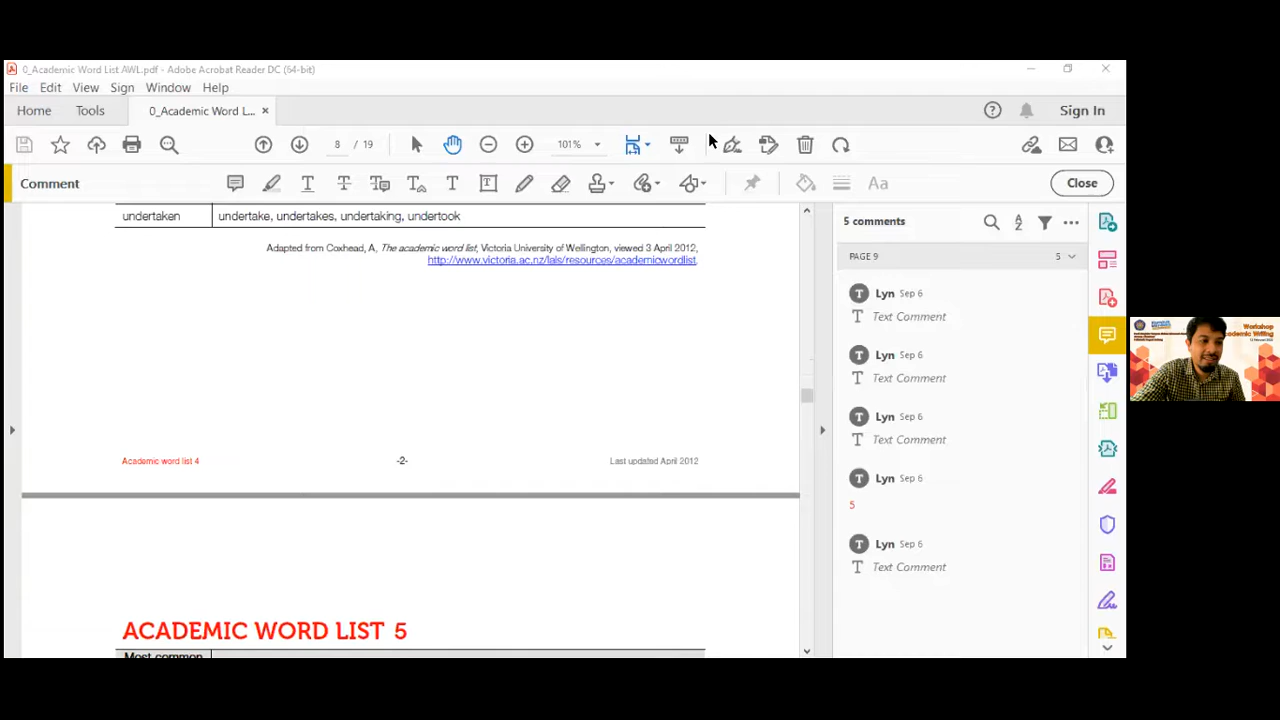 0_Academic Word List AWL.pdf - Adobe Acrobat Reader DC (64-bit)
File Edit View Sign Window Help
Home Tools 0_Academic Word L... × Sign In
8 / 19 101%
Comment Close
undertaken undertake, undertakes, undertaking, undertook
Adapted from Coxhead, A, The academic word list, Victoria University of Wellington, viewed 3 April 2012,
http://www.victoria.ac.nz/lals/resources/academicwordlist.
Academic word list 4 -2- Last updated April 2012
ACADEMIC WORD LIST 5
Most common
5 comments
PAGE 9 5
Lyn Sep 6
Text Comment
Lyn Sep 6
Text Comment
Lyn Sep 6
Text Comment
Lyn Sep 6
5
Lyn Sep 6
Text Comment
Workshop
Academic Writing